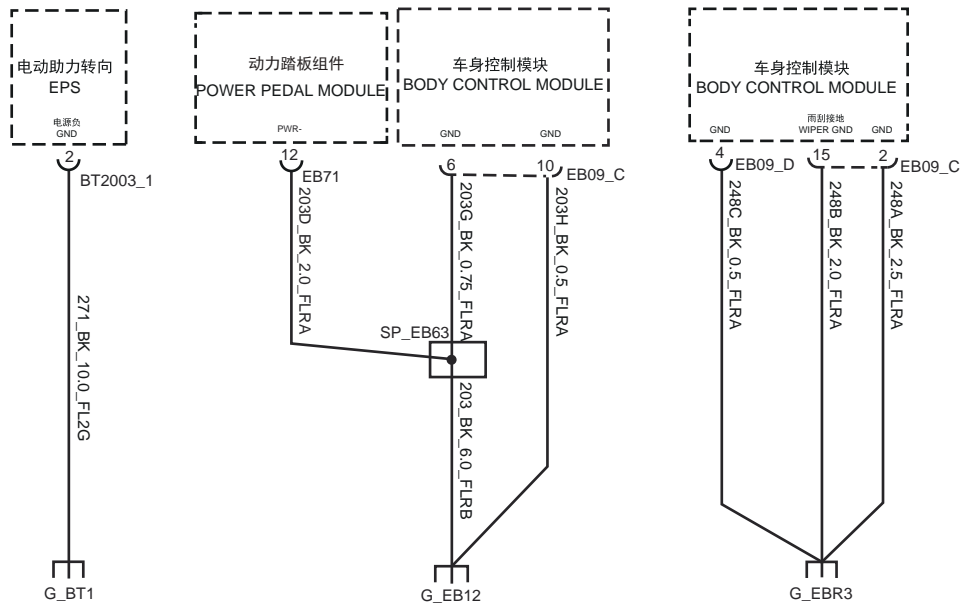 电动助力转向
EPS
电源负
GND
2
BT2003_1
271_BK_10.0_FL2G
G_BT1
动力踏板组件
POWER PEDAL MODULE
PWR-
12
EB71
203D_BK_2.0_FLRA
车身控制模块
BODY CONTROL MODULE
GND
GND
6
10
EB09_C
203G_BK_0.75_FLRA
203H_BK_0.5_FLRA
SP_EB63
203_BK_6.0_FLRB
G_EB12
车身控制模块
BODY CONTROL MODULE
GND
雨刮接地
WIPER GND
GND
4
EB09_D
15
2
EB09_C
248C_BK_0.5_FLRA
248B_BK_2.0_FLRA
248A_BK_2.5_FLRA
G_EBR3